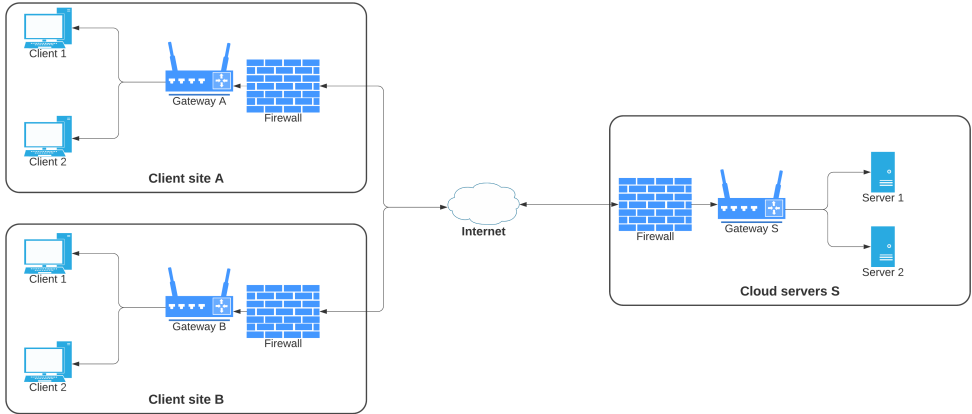 Client 1
Gateway A
Firewall
Client 2
Client site A
Client 1
Gateway B
Firewall
Client 2
Client site B
Internet
Firewall
Gateway S
Server 1
Server 2
Cloud servers S